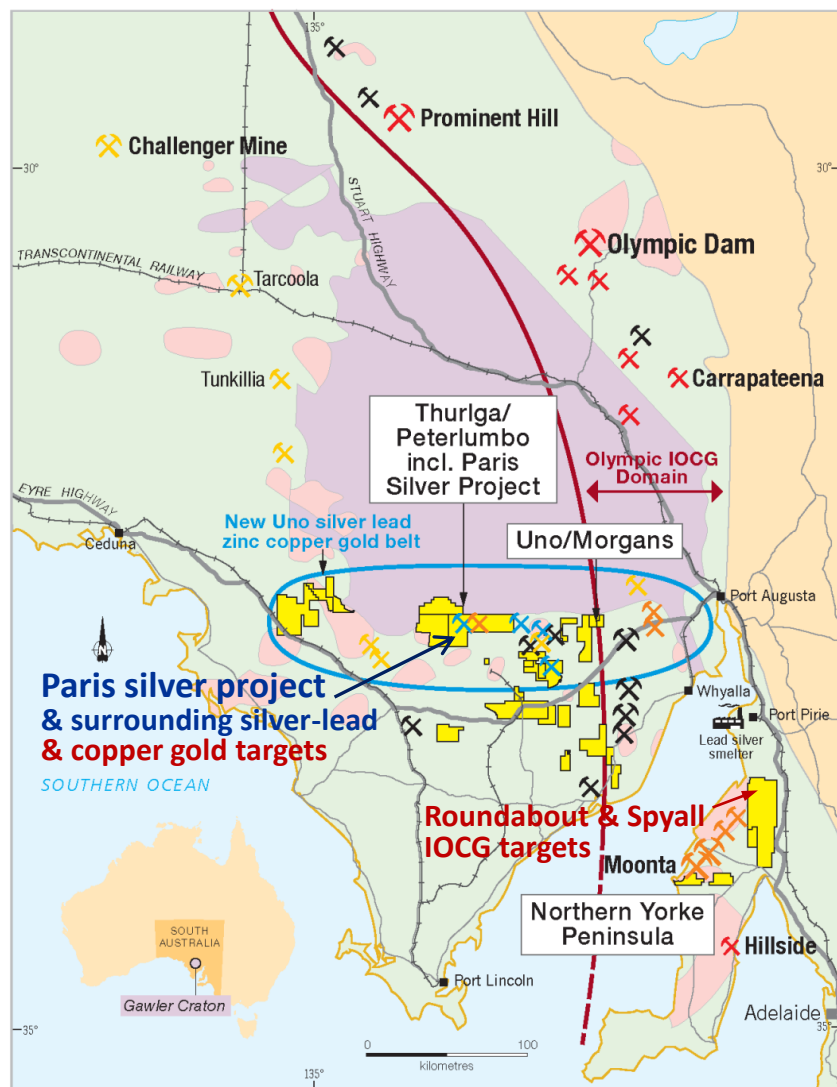 135°
Prominent Hill
Challenger Mine
30°
30°
STUART HIGHWAY
Olympic Dam
TRANSCONTINENTAL RAILWAY
Tarcoola
Tunkillia
Carrapateena
Thurlga/
Peterlumbo
incl. Paris
Silver Project
Olympic IOCG
Domain
EYRE HIGHWAY
New Uno silver lead
zinc copper gold belt
Uno/Morgans
Ceduna
Port Augusta
N
Paris silver project
& surrounding silver-lead
& copper gold targets
Whyalla
Port Pirie
Lead silver
smelter
SOUTHERN OCEAN
Roundabout & Spyall
IOCG targets
Moonta
Northern Yorke
Peninsula
Hillside
SOUTH
AUSTRALIA
Gawler Craton
Port Lincoln
Adelaide
35°
35°
0
100
kilometres
135°